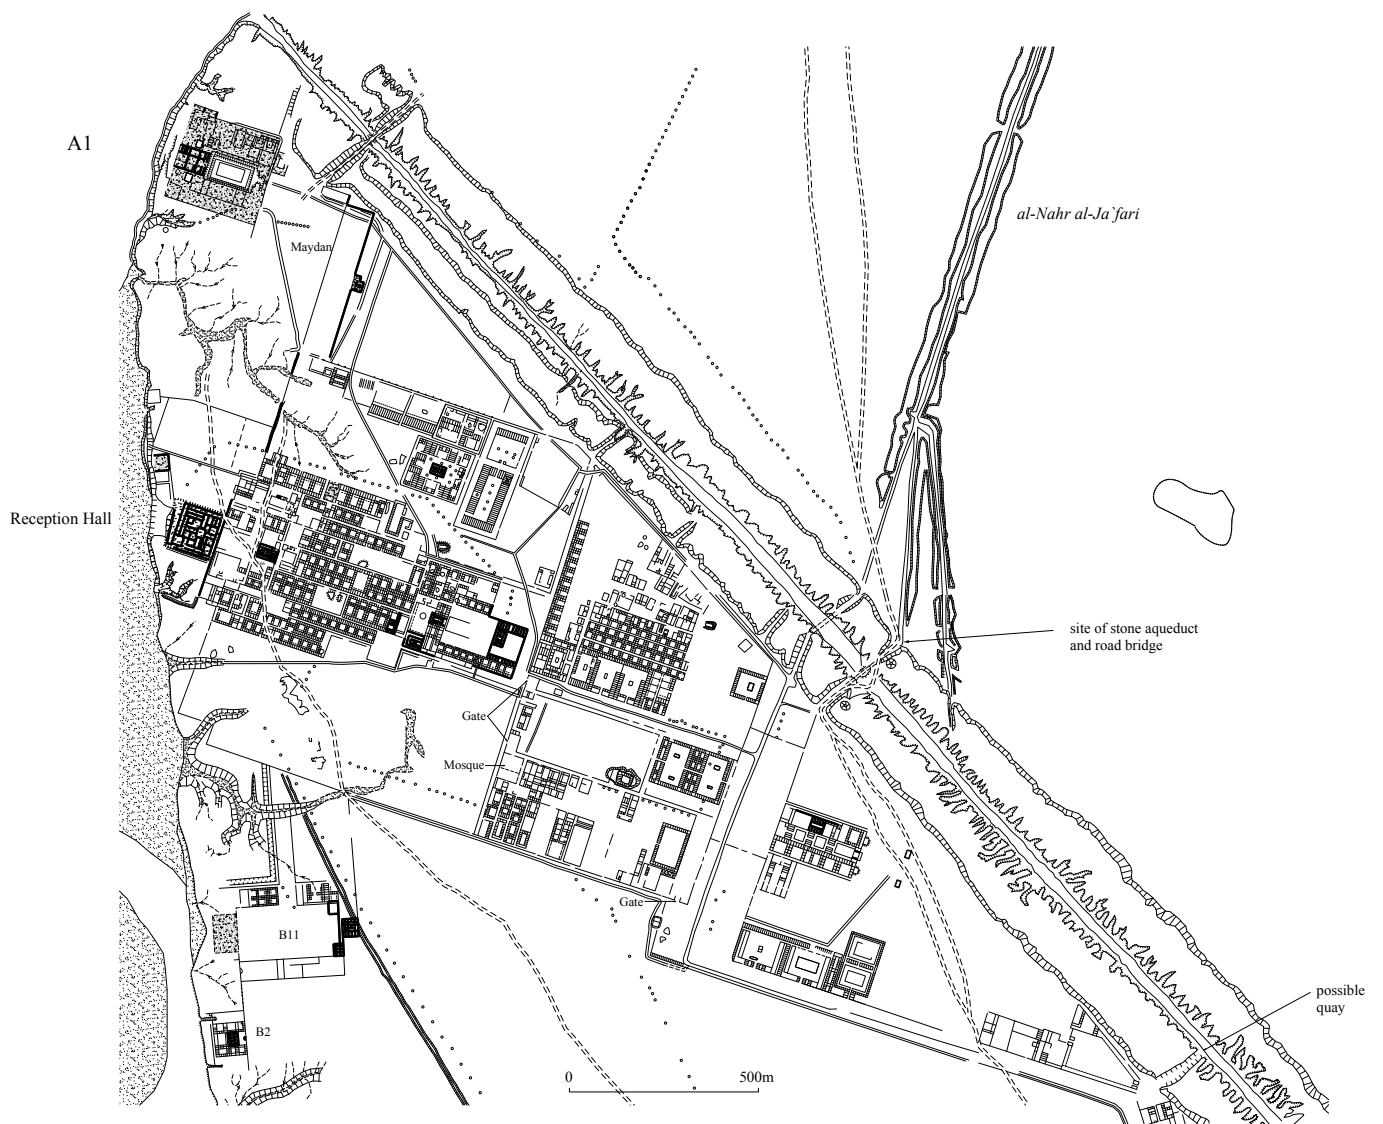 A1
al-Nahr al-Ja`fari
Maydan
Reception Hall
site of stone aqueduct
and road bridge
Gate
Mosque
Gate
B11
possible
quay
B2
0 500m